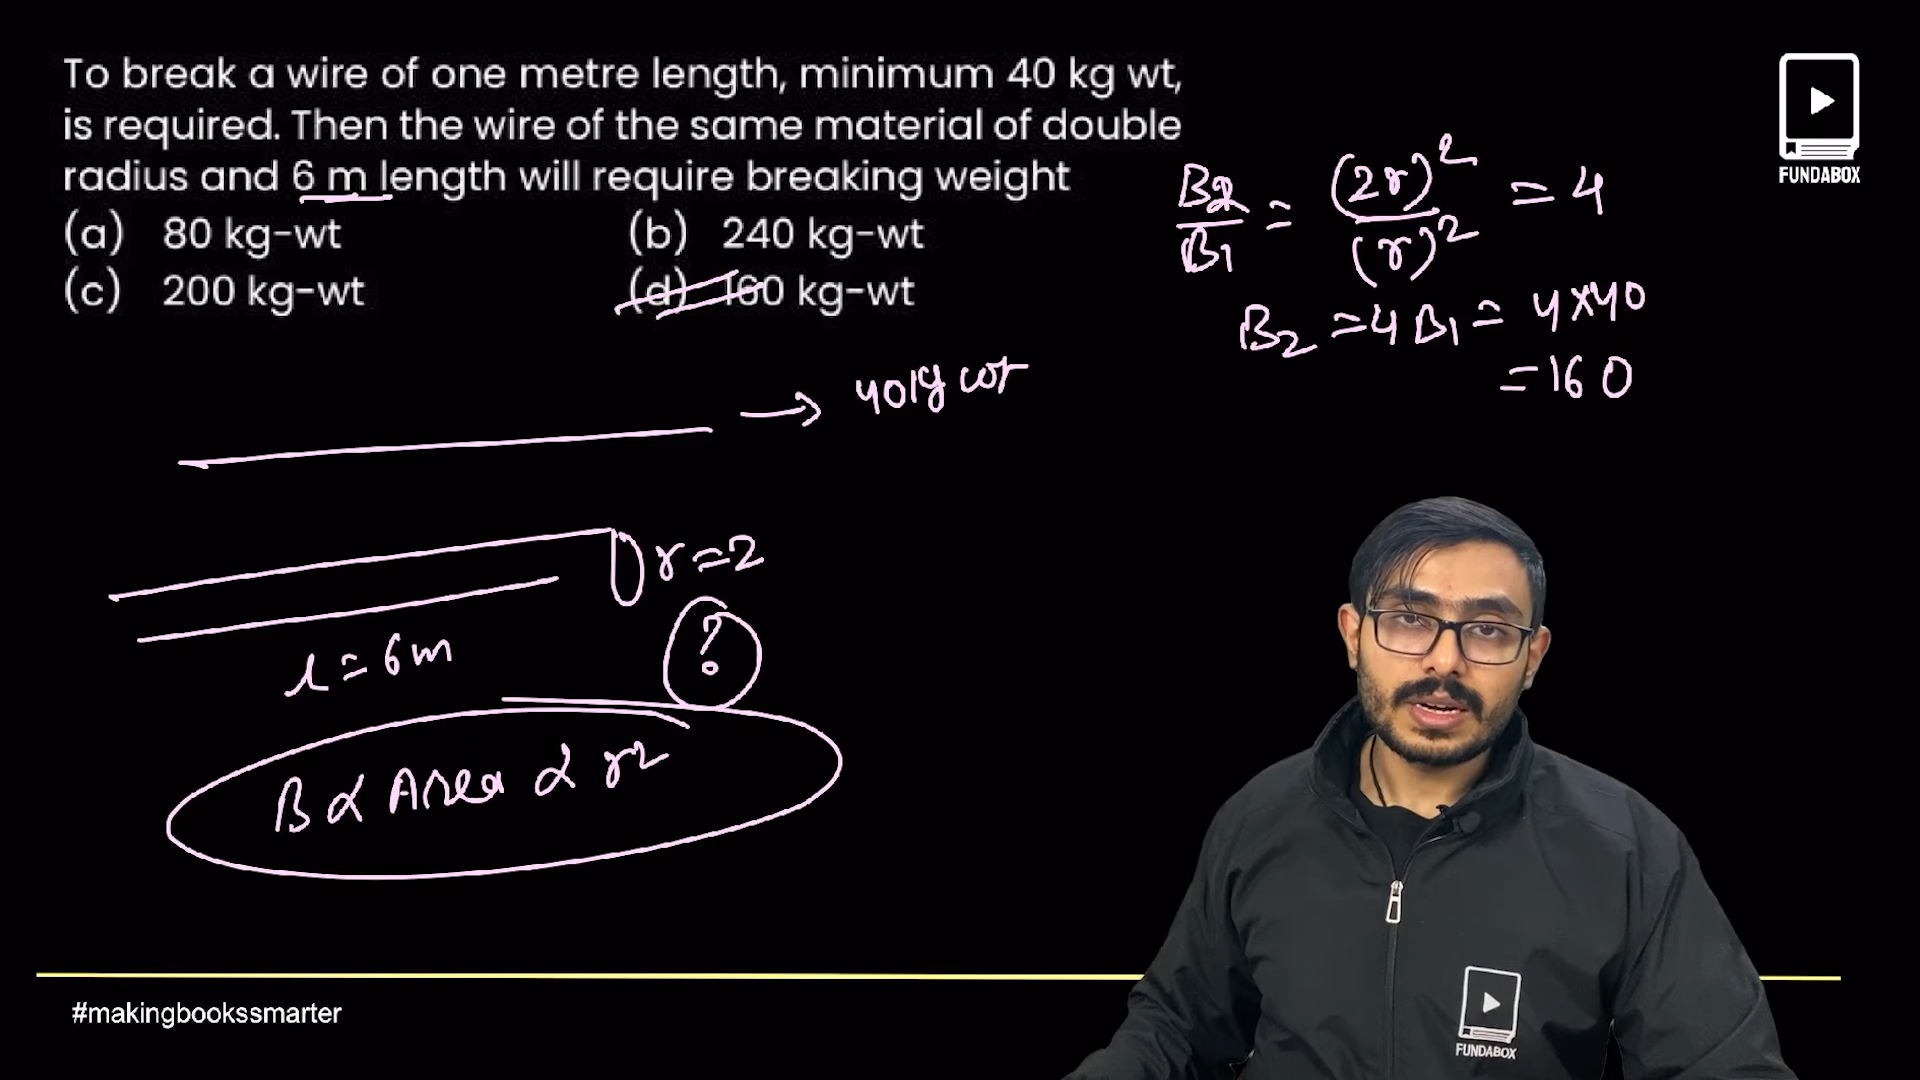 To break a wire of one metre length, minimum 40 kg wt,
is required. Then the wire of the same material of double
radius and 6 m length will require breaking weight
(a) 80 kg-wt (b) 240 kg-wt
(c) 200 kg-wt (d) 160 kg-wt
FUNDABOX
B2/B1 = (2r)²/(r)² = 4
B2 = 4 B1 = 4×40
= 160
→ 40 kg wt
r = 2
l = 6m
?
B ∝ Area ∝ r2
#makingbookssmarter
FUNDABOX